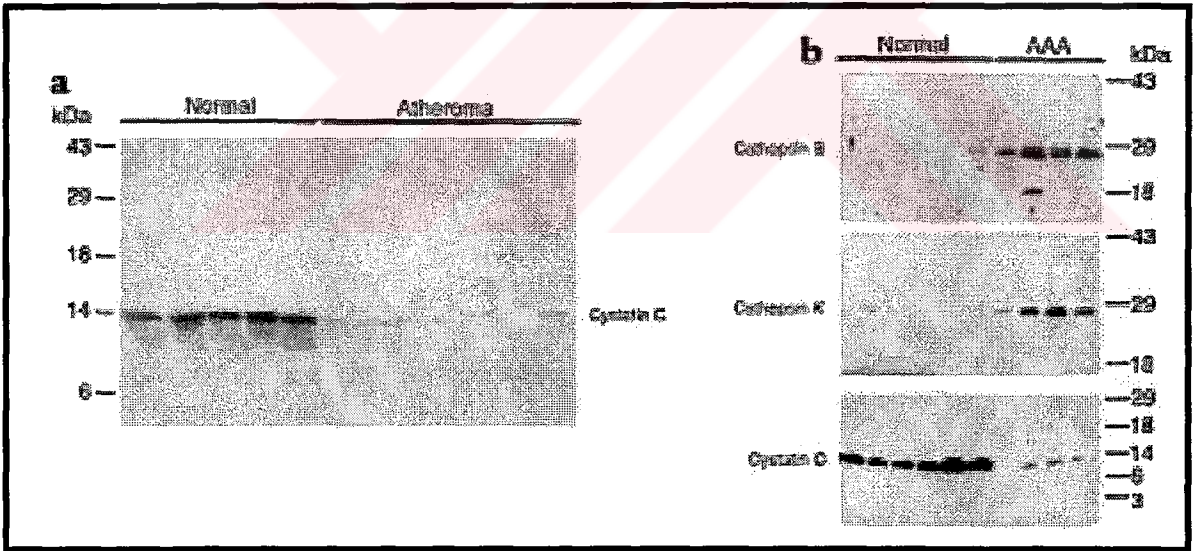 a
kDa
Normal Atheroma
43
29
18
14
6
Cystatin C
b
Normal AAA
kDa
Cathepsin S
43
29
18
Cathepsin K
43
29
18
Cystatin C
29
18
14
6
3